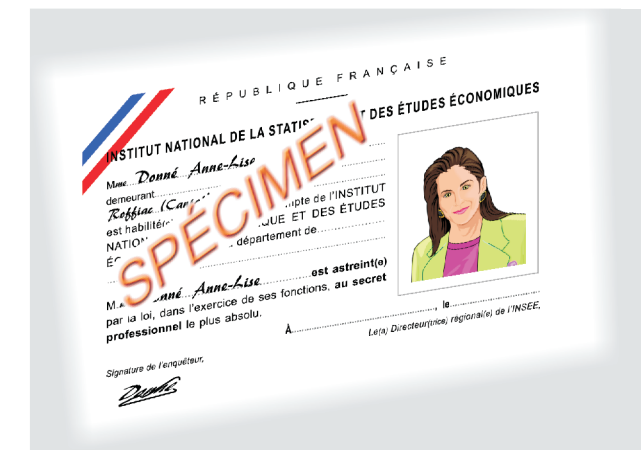 RÉPUBLIQUE FRANÇAISE
INSTITUT NATIONAL DE LA STATIS ET DES ÉTUDES ÉCONOMIQUES
Mme Donné Anne-Lise
demeurant
Roffiac
est habilité( mpte de l'INSTITUT
NATION QUE ET DES ÉTUDES
département de
SPÉCIMEN
M. Anne-Lise est astreint(e)
par la loi, dans l'exercice de ses fonctions, au secret
professionnel le plus absolu.
À , le
Le(a) Directeur(trice) régional(e) de l'INSEE,
Signature de l'enquêteur,